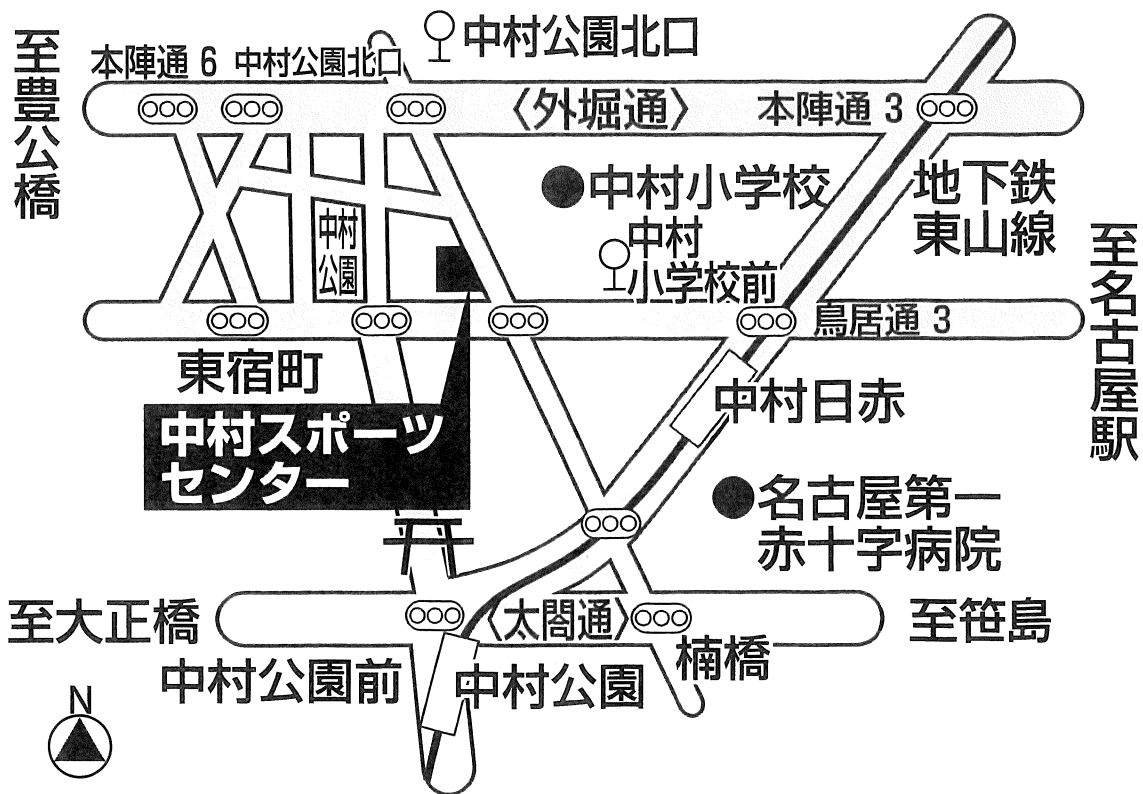 中村公園北口
至豊公橋
本陣通 6
中村公園北口
〈外堀通〉
本陣通 3
中村小学校
地下鉄
東山線
中村
公園
中村
小学校前
至名古屋駅
鳥居通 3
東宿町
中村日赤
中村スポーツ
センター
名古屋第一
赤十字病院
至大正橋
〈太閤通〉
至笹島
楠橋
中村公園前
中村公園
N